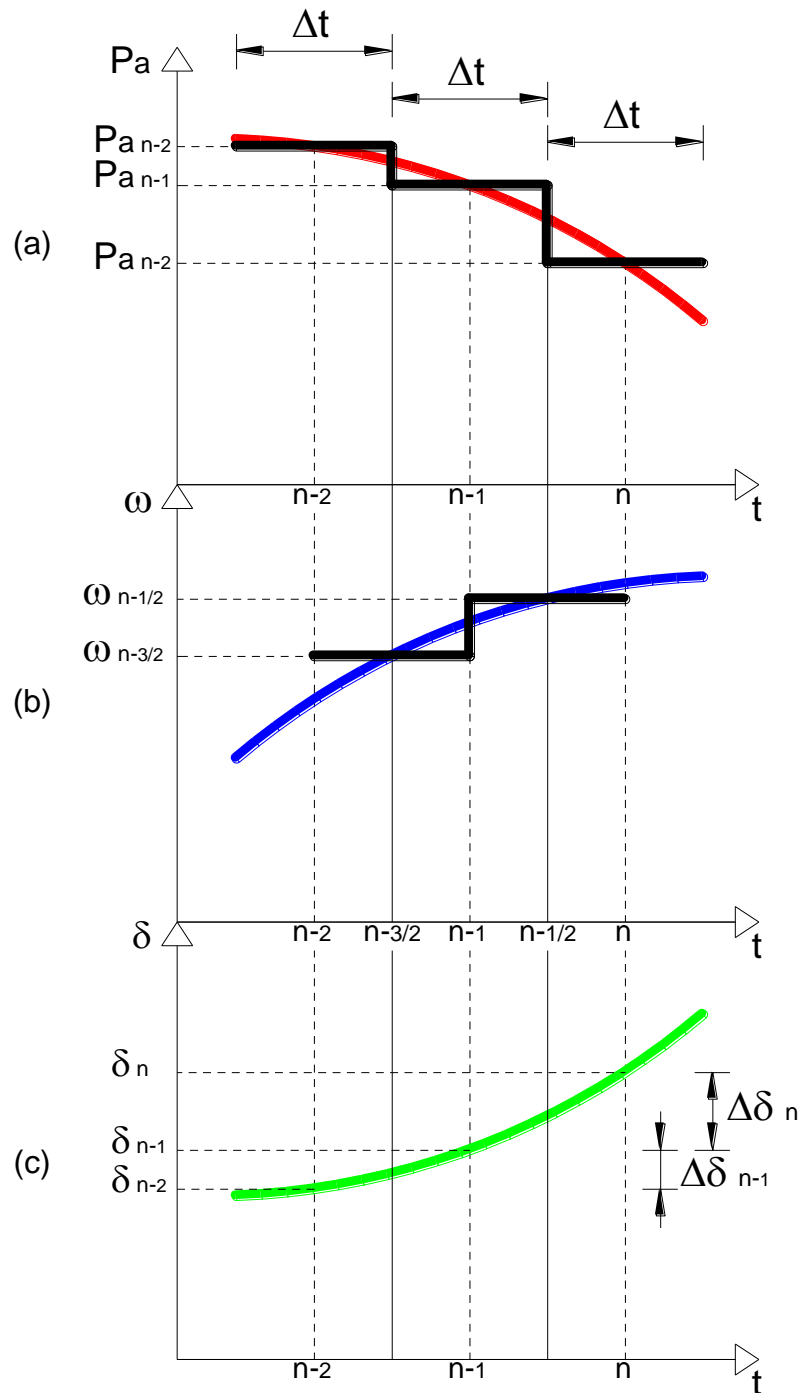 Δt
Pa
Δt
Δt
Pa n-2
Pa n-1
(a)
Pa n-2
n-2 n-1 n t
ω
ω n-1/2
ω n-3/2
(b)
n-2 n-3/2 n-1 n-1/2 n t
δ
δ n
Δδ n
δ n-1
(c)
Δδ n-1
δ n-2
n-2 n-1 n t